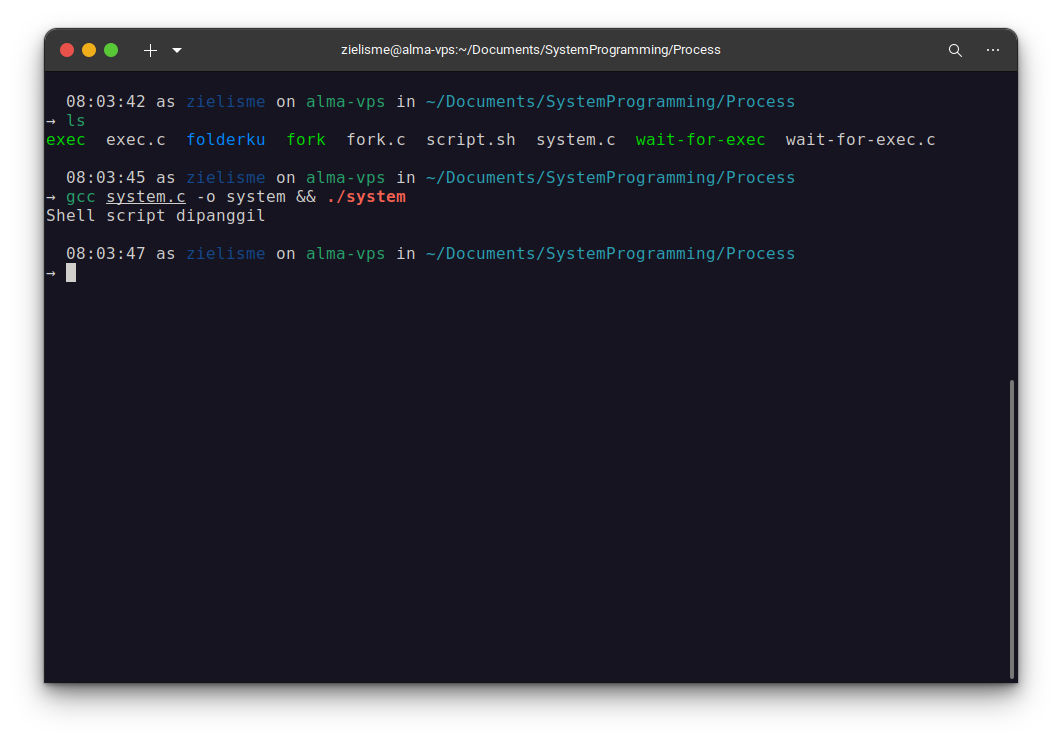 zielisme@alma-vps:~/Documents/SystemProgramming/Process
08:03:42 as zielisme on alma-vps in ~/Documents/SystemProgramming/Process
→ ls
exec exec.c folderku fork fork.c script.sh system.c wait-for-exec wait-for-exec.c
08:03:45 as zielisme on alma-vps in ~/Documents/SystemProgramming/Process
→ gcc system.c -o system && ./system
Shell script dipanggil
08:03:47 as zielisme on alma-vps in ~/Documents/SystemProgramming/Process
→